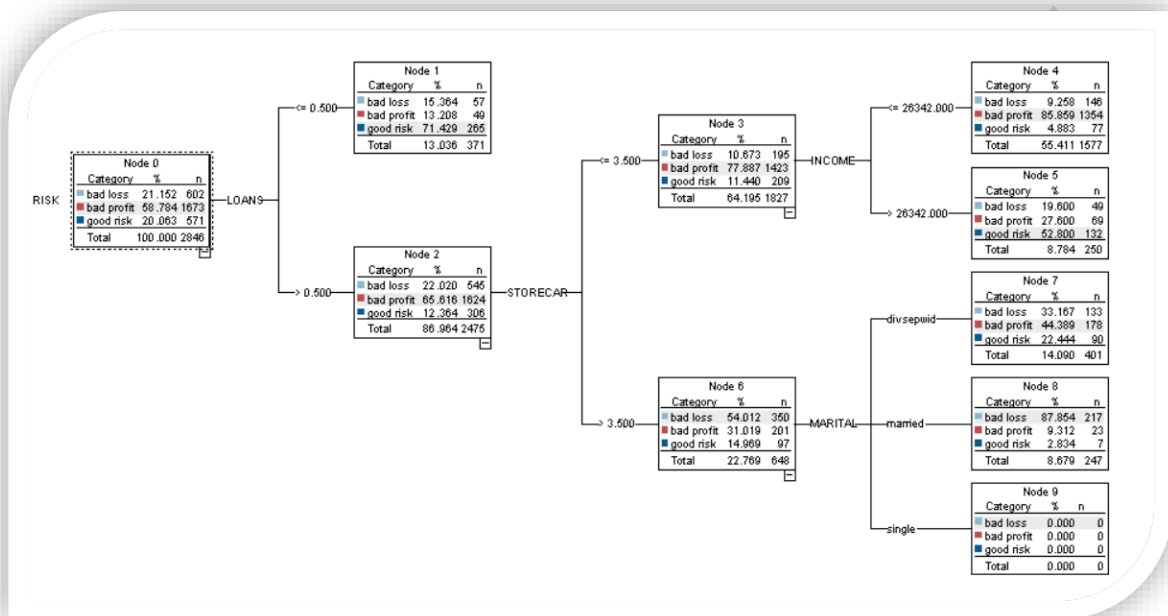 RISK
Node 0
Category % n
bad loss 21.152 602
bad profit 58.784 1673
good risk 20.063 571
Total 100.000 2846
LOANS
<= 0.500
Node 1
Category % n
bad loss 15.364 57
bad profit 13.208 49
good risk 71.429 265
Total 13.036 371
> 0.500
Node 2
Category % n
bad loss 22.020 545
bad profit 65.616 1624
good risk 12.364 306
Total 86.964 2475
STORECAR
<= 3.500
Node 3
Category % n
bad loss 10.673 195
bad profit 77.887 1423
good risk 11.440 209
Total 64.195 1827
INCOME
<= 26342.000
Node 4
Category % n
bad loss 9.258 146
bad profit 85.859 1354
good risk 4.883 77
Total 55.411 1577
> 26342.000
Node 5
Category % n
bad loss 19.600 49
bad profit 27.600 69
good risk 52.800 132
Total 8.784 250
> 3.500
Node 6
Category % n
bad loss 54.012 350
bad profit 31.019 201
good risk 14.969 97
Total 22.769 648
MARITAL
divsepwid
Node 7
Category % n
bad loss 33.167 133
bad profit 44.389 178
good risk 22.444 90
Total 14.090 401
married
Node 8
Category % n
bad loss 87.854 217
bad profit 9.312 23
good risk 2.834 7
Total 8.679 247
single
Node 9
Category % n
bad loss 0.000 0
bad profit 0.000 0
good risk 0.000 0
Total 0.000 0